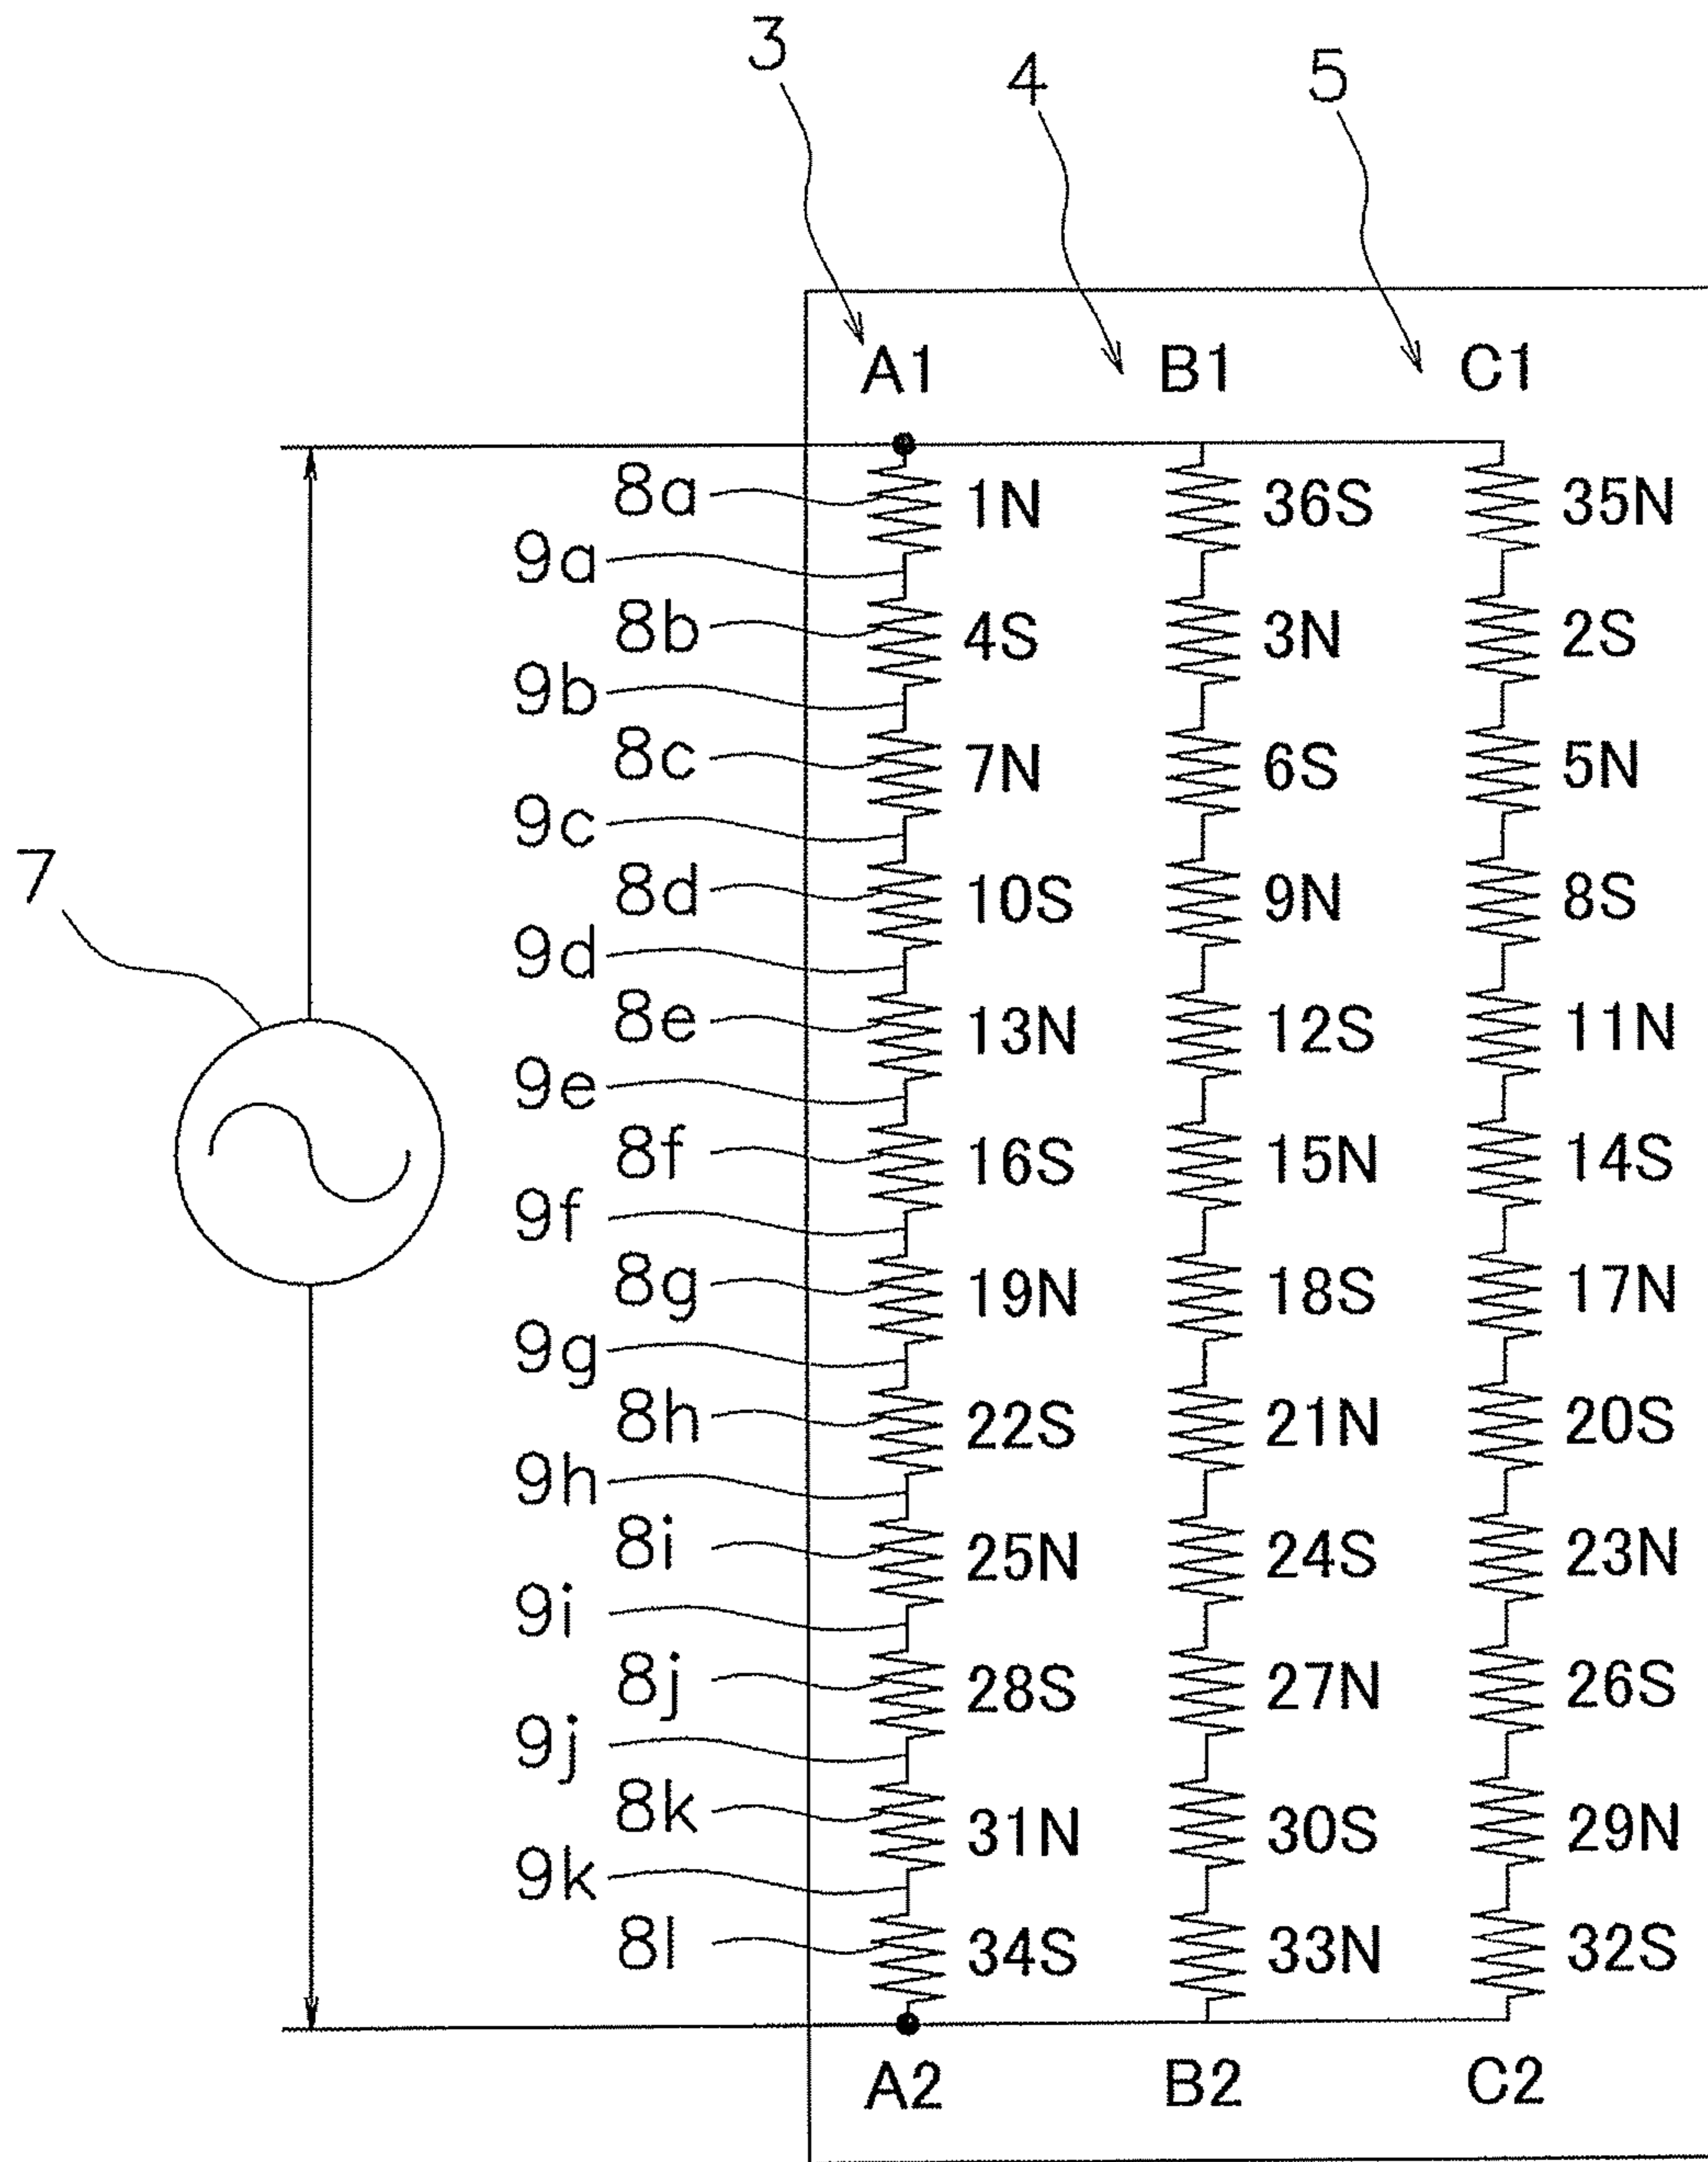 3 4 5
A1 B1 C1
8a 1N 36S 35N
9a
8b 4S 3N 2S
9b
8c 7N 6S 5N
9c
7
8d 10S 9N 8S
9d
8e 13N 12S 11N
9e
8f 16S 15N 14S
9f
8g 19N 18S 17N
9g
8h 22S 21N 20S
9h
8i 25N 24S 23N
9i
8j 28S 27N 26S
9j
8k 31N 30S 29N
9k
8l 34S 33N 32S
A2 B2 C2